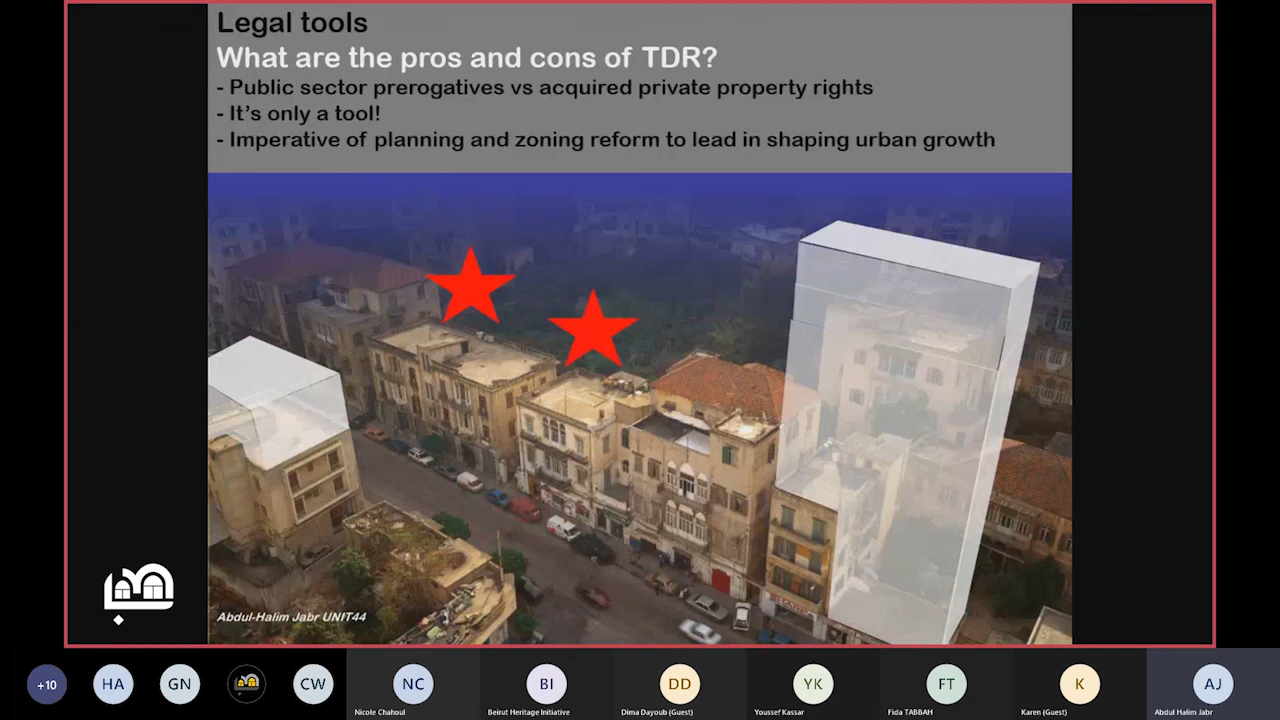 Legal tools
What are the pros and cons of TDR?
- Public sector prerogatives vs acquired private property rights
- It's only a tool!
- Imperative of planning and zoning reform to lead in shaping urban growth
Abdul-Halim Jabr UNIT44
+10
HA
GN
CW
NC
BI
DD
YK
FT
K
AJ
Nicole Chahoul
Beirut Heritage Initiative
Dima Dayoub (Guest)
Youssef Kassar
Fida TABBAH
Karen (Guest)
Abdul Halim Jabr